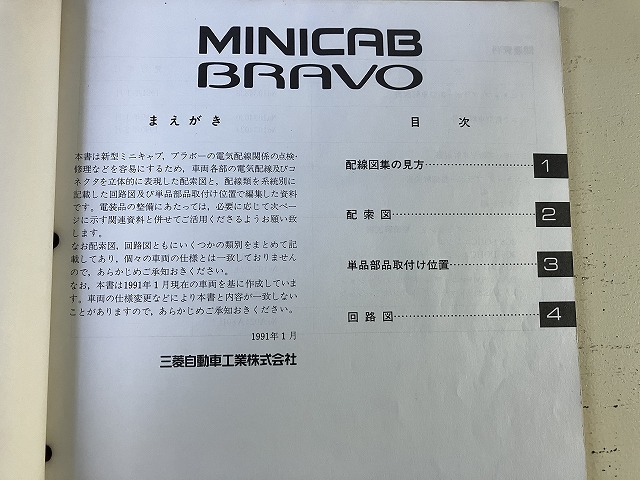 MINICAB
BRAVO
まえがき
本書は新型ミニキャブ，ブラボーの電気配線関係の点検・
修理などを容易にするため，車両各部の電気配線及びコ
ネクタを立体的に表現した配索図と，配線類を系統別に
記載した回路図及び単品部品取付け位置で編集した資料
です。電装品の整備にあたっては，必要に応じて次ペー
ジに示す関連資料と併せてご活用くださるようお願い致
します。
なお配索図，回路図ともにいくつかの類別をまとめて記
載してあり，個々の車両の仕様とは一致しておりません
ので，あらかじめご承知おきください。
なお，本書は1991年1月現在の車両を基に作成していま
す。車両の仕様変更などにより本書と内容が一致しない
ことがありますので，あらかじめご承知おきください。
1991年1月
三菱自動車工業株式会社
目次
配線図集の見方 1
配索図 2
単品部品取付け位置 3
回路図 4